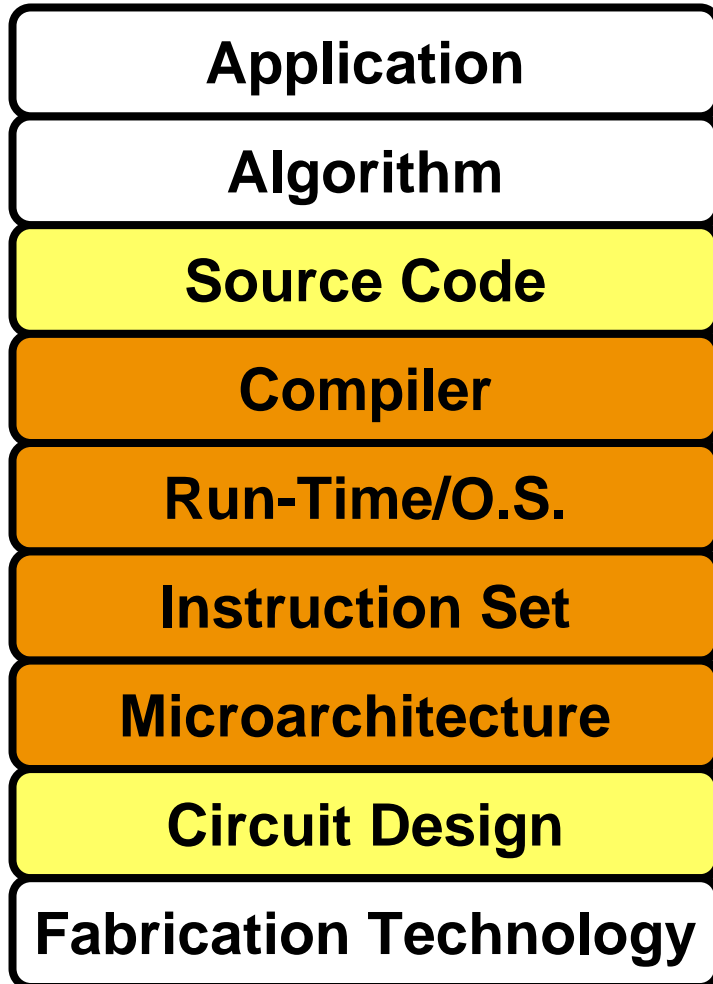 Application
Algorithm
Source Code
Compiler
Run-Time/O.S.
Instruction Set
Microarchitecture
Circuit Design
Fabrication Technology